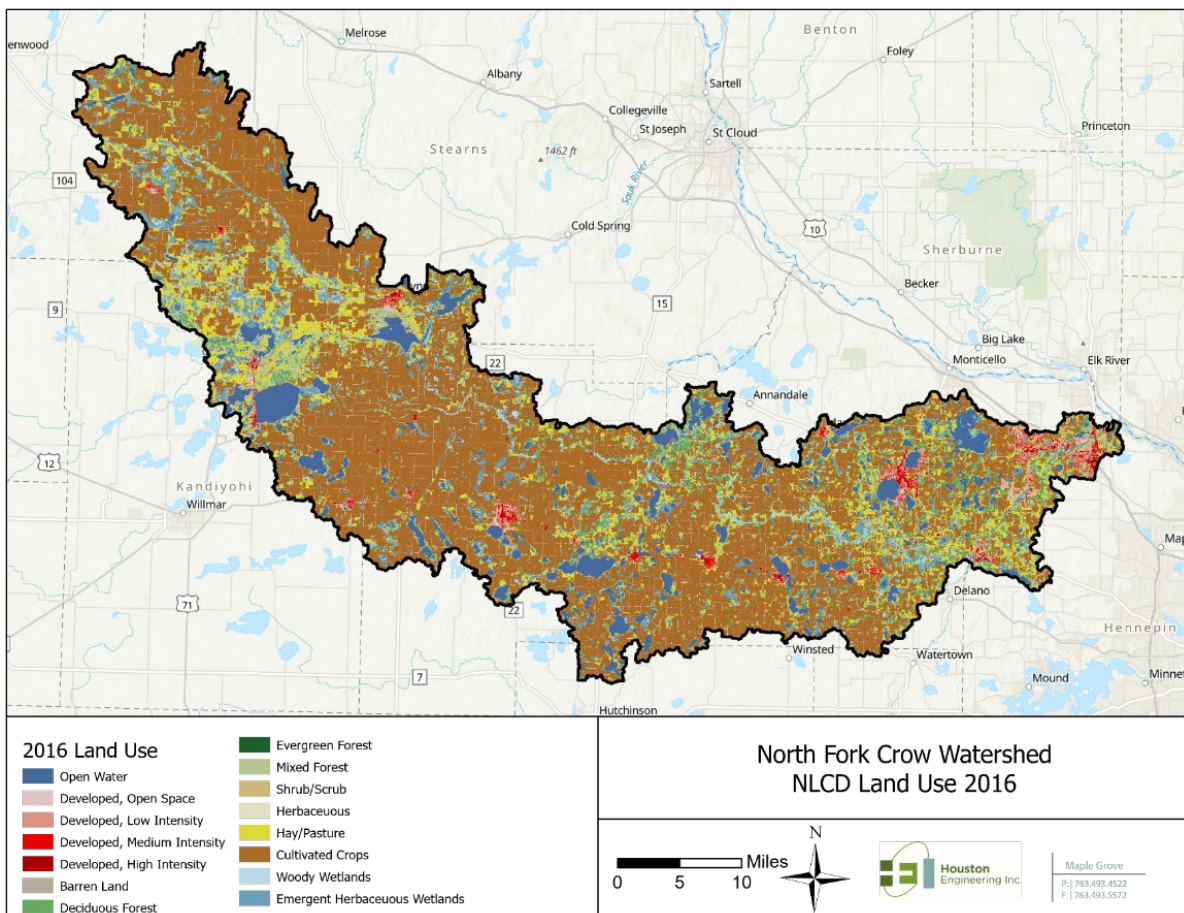 Melrose
Benton
Foley
Albany
Sartell
Collegeville
St Joseph
St Cloud
Princeton
Stearns
1462 ft
104
Sauk River
10
Cold Spring
Sherburne
Becker
9
15
Big Lake
Monticello
Elk River
22
Annandale
12
Kandiyohi
Willmar
71
22
Delano
Hennepin
Winsted
Watertown
7
Mound
Hutchinson
2016 Land Use
Open Water
Developed, Open Space
Developed, Low Intensity
Developed, Medium Intensity
Developed, High Intensity
Barren Land
Deciduous Forest
Evergreen Forest
Mixed Forest
Shrub/Scrub
Herbaceuous
Hay/Pasture
Cultivated Crops
Woody Wetlands
Emergent Herbaceuous Wetlands
North Fork Crow Watershed
NLCD Land Use 2016
Miles
0 5 10
N
Houston
Engineering Inc.
Maple Grove
P: | 763.493.4522
F: | 763.493.5572